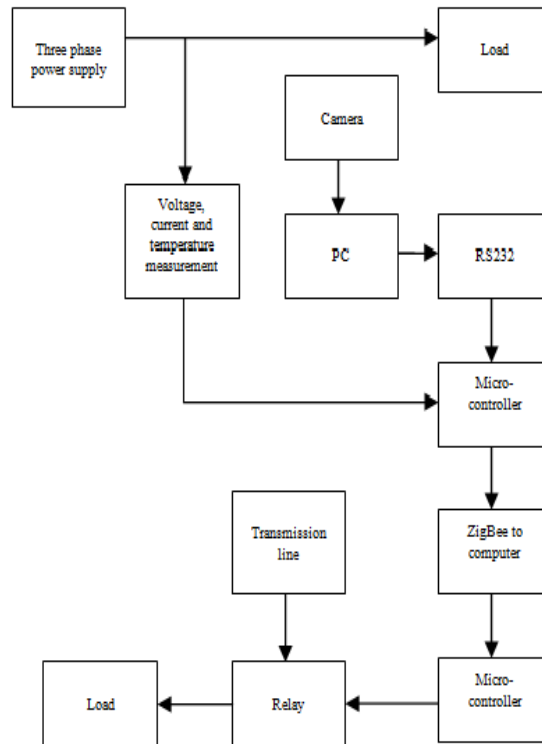 Three phase
power supply
Load
Camera
Voltage,
current and
temperature
measurement
PC
RS232
Micro-
controller
Transmission
line
ZigBee to
computer
Load
Relay
Micro-
controller